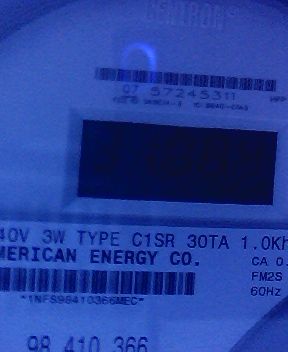 CENTRON
07 57245311
40V 3W TYPE C1SR 30TA 1.0Kh
MERICAN ENERGY CO.
CA 0.
FM2S
60Hz
*1NFS98410366MEC*
98 410 366